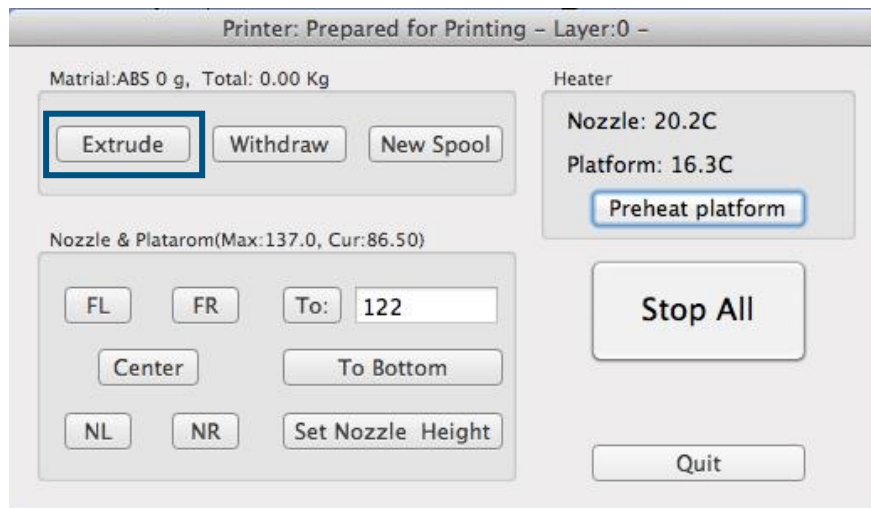 Printer: Prepared for Printing – Layer:0 –
Matrial:ABS 0 g, Total: 0.00 Kg
Extrude
Withdraw
New Spool
Heater
Nozzle: 20.2C
Platform: 16.3C
Preheat platform
Nozzle & Platarom(Max:137.0, Cur:86.50)
FL
FR
To:
122
Center
To Bottom
NL
NR
Set Nozzle Height
Stop All
Quit